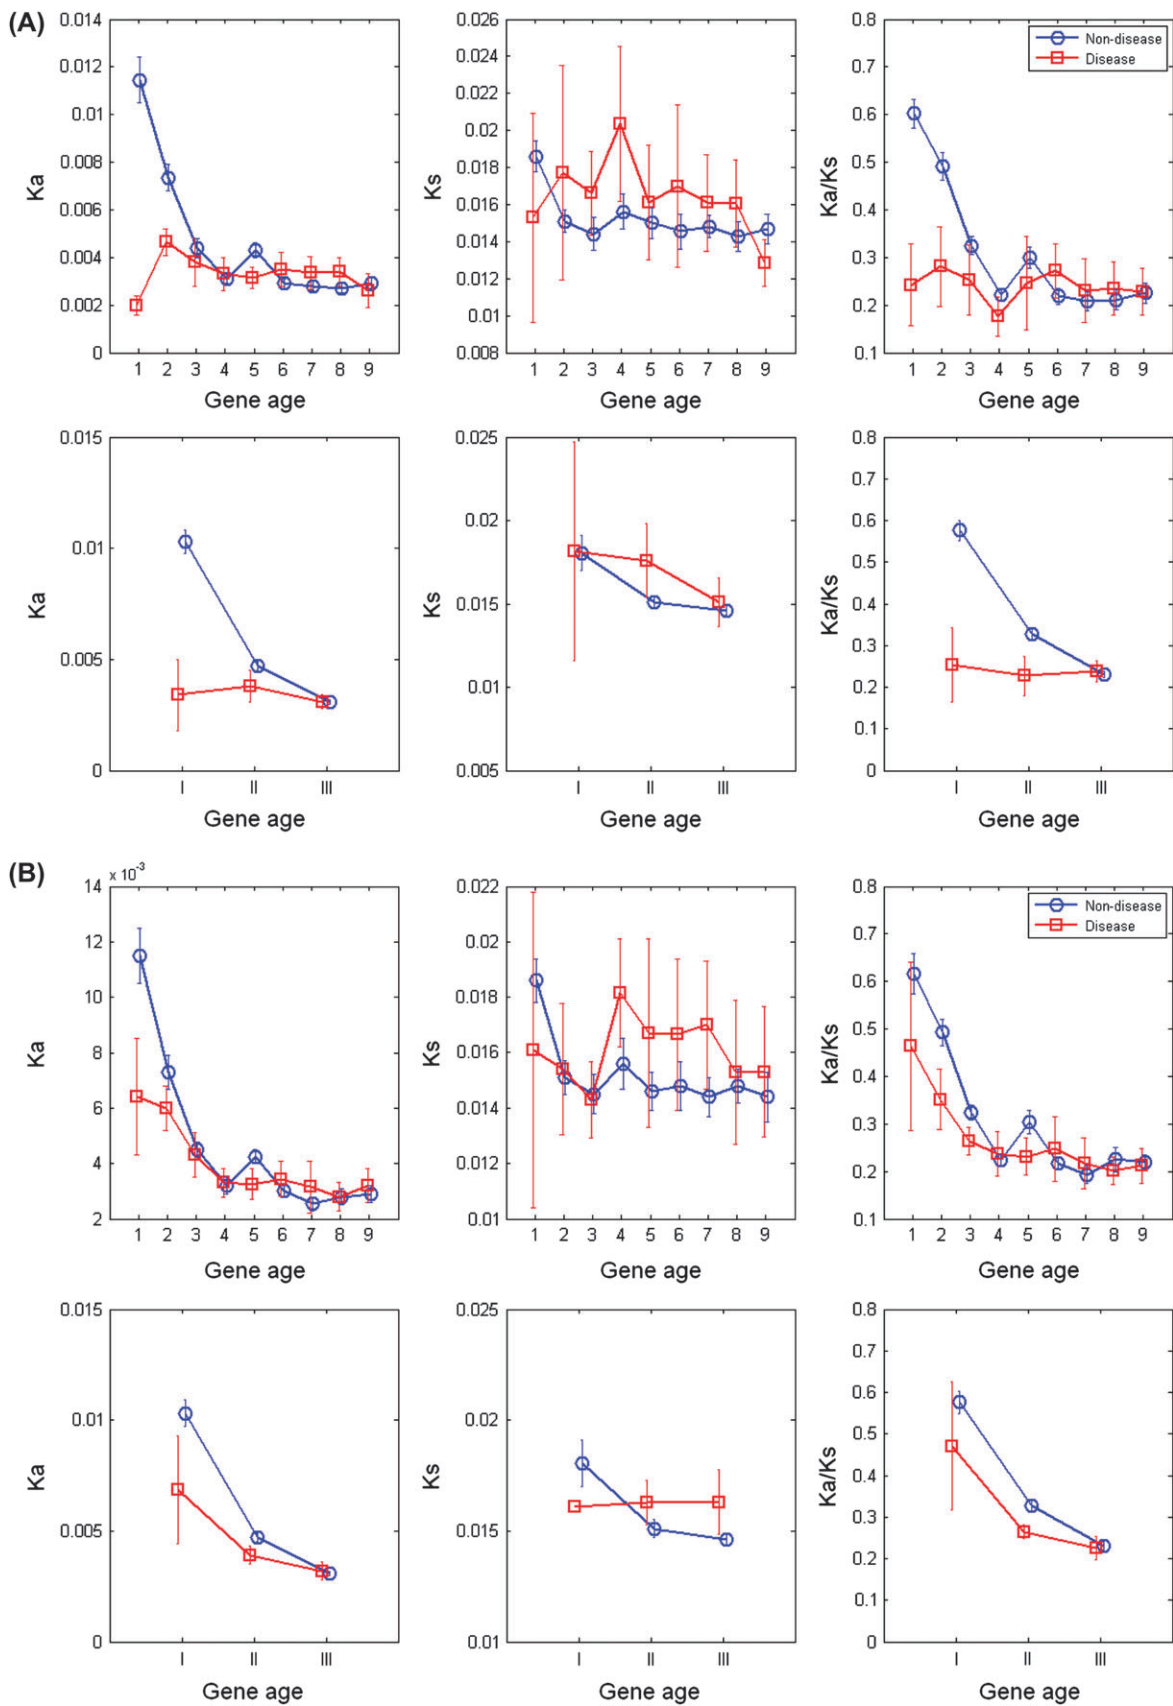 (A)
0.014
0.012
0.01
0.008
0.006
0.004
0.002
0
Ka
1 2 3 4 5 6 7 8 9
Gene age
0.026
0.024
0.022
0.02
0.018
0.016
0.014
0.012
0.01
0.008
Ks
1 2 3 4 5 6 7 8 9
Gene age
0.8
0.7
0.6
0.5
0.4
0.3
0.2
0.1
Ka/Ks
Non-disease
Disease
1 2 3 4 5 6 7 8 9
Gene age
0.015
0.01
0.005
0
Ka
I II III
Gene age
0.025
0.02
0.015
0.01
0.005
Ks
I II III
Gene age
0.8
0.7
0.6
0.5
0.4
0.3
0.2
0.1
0
Ka/Ks
I II III
Gene age
(B)
x 10-3
14
12
10
8
6
4
2
Ka
1 2 3 4 5 6 7 8 9
Gene age
0.022
0.02
0.018
0.016
0.014
0.012
0.01
Ks
1 2 3 4 5 6 7 8 9
Gene age
0.8
0.7
0.6
0.5
0.4
0.3
0.2
0.1
Ka/Ks
Non-disease
Disease
1 2 3 4 5 6 7 8 9
Gene age
0.015
0.01
0.005
0
Ka
I II III
Gene age
0.025
0.02
0.015
0.01
Ks
I II III
Gene age
0.8
0.7
0.6
0.5
0.4
0.3
0.2
0.1
0
Ka/Ks
I II III
Gene age